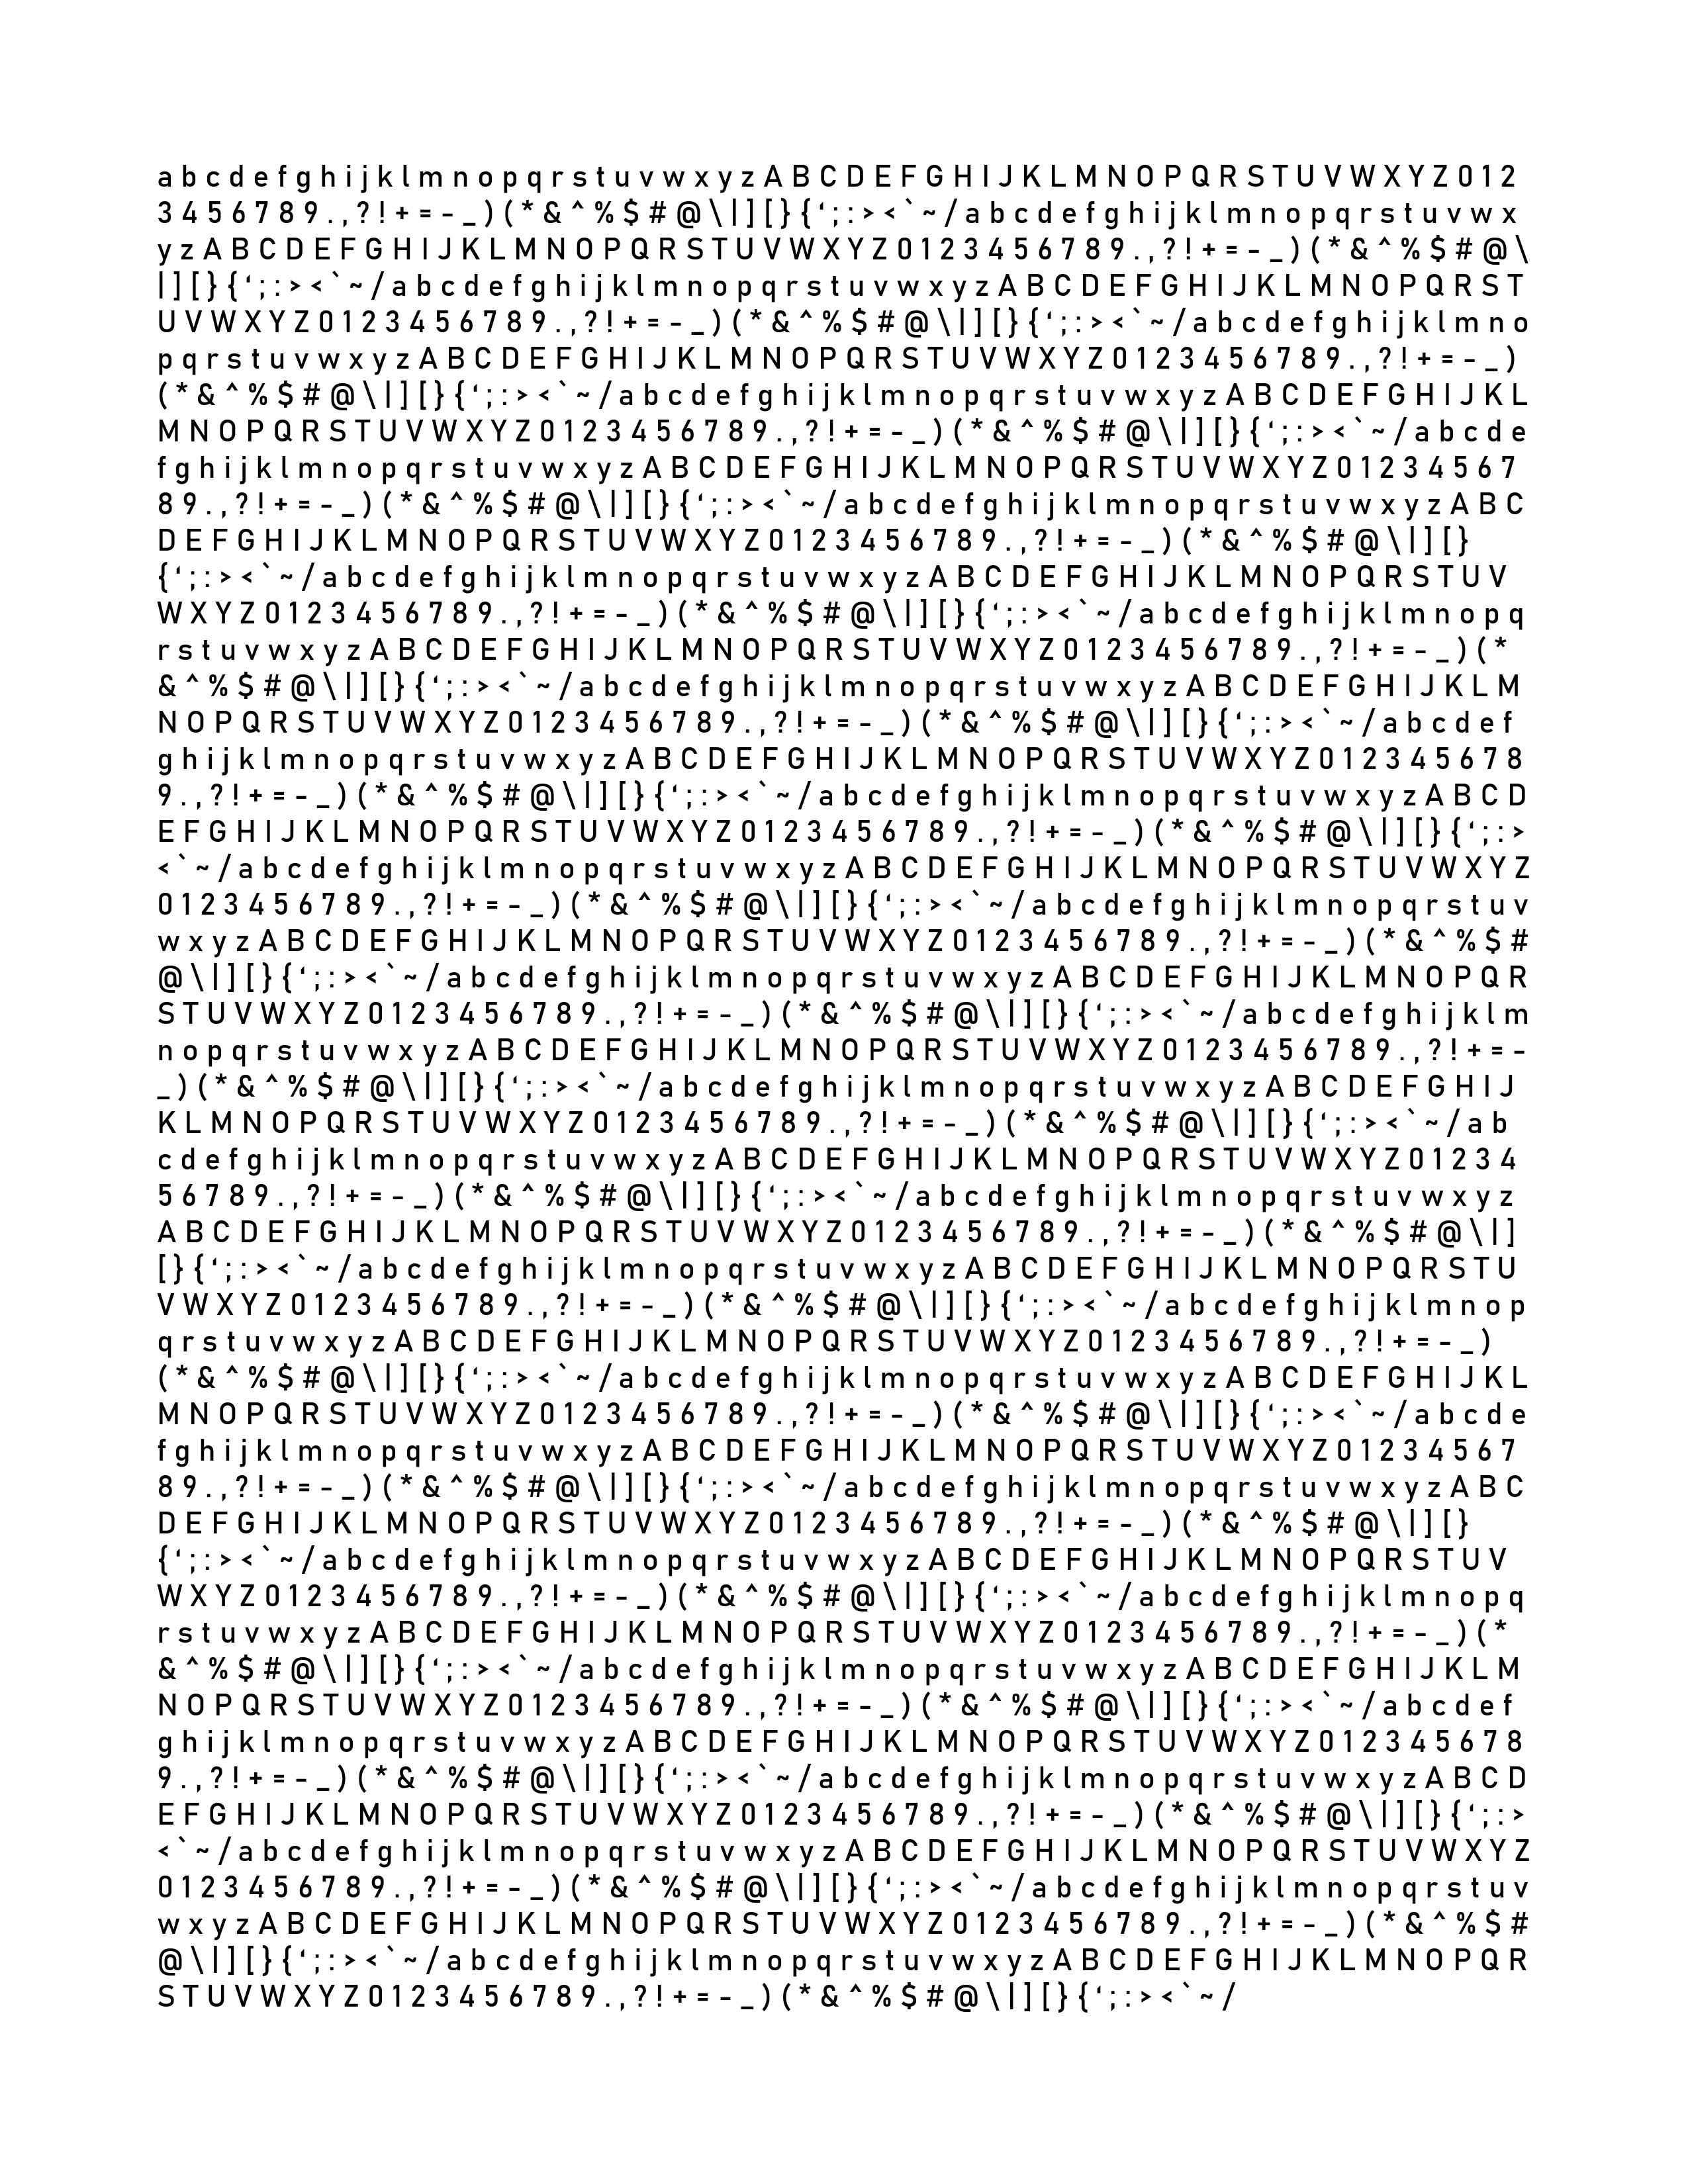 a b c d e f g h i j k l m n o p q r s t u v w x y z A B C D E F G H I J K L M N O P Q R S T U V W X Y Z 0 1 2
3 4 5 6 7 8 9 . , ? ! + = - _ ) ( * & ^ % $ # @ \ | ] [ } { ‘ ; : > < ` ~ / a b c d e f g h i j k l m n o p q r s t u v w x
y z A B C D E F G H I J K L M N O P Q R S T U V W X Y Z 0 1 2 3 4 5 6 7 8 9 . , ? ! + = - _ ) ( * & ^ % $ # @ \
| ] [ } { ‘ ; : > < ` ~ / a b c d e f g h i j k l m n o p q r s t u v w x y z A B C D E F G H I J K L M N O P Q R S T
U V W X Y Z 0 1 2 3 4 5 6 7 8 9 . , ? ! + = - _ ) ( * & ^ % $ # @ \ | ] [ } { ‘ ; : > < ` ~ / a b c d e f g h i j k l m n o
p q r s t u v w x y z A B C D E F G H I J K L M N O P Q R S T U V W X Y Z 0 1 2 3 4 5 6 7 8 9 . , ? ! + = - _ )
( * & ^ % $ # @ \ | ] [ } { ‘ ; : > < ` ~ / a b c d e f g h i j k l m n o p q r s t u v w x y z A B C D E F G H I J K L
M N O P Q R S T U V W X Y Z 0 1 2 3 4 5 6 7 8 9 . , ? ! + = - _ ) ( * & ^ % $ # @ \ | ] [ } { ‘ ; : > < ` ~ / a b c d e
f g h i j k l m n o p q r s t u v w x y z A B C D E F G H I J K L M N O P Q R S T U V W X Y Z 0 1 2 3 4 5 6 7
8 9 . , ? ! + = - _ ) ( * & ^ % $ # @ \ | ] [ } { ‘ ; : > < ` ~ / a b c d e f g h i j k l m n o p q r s t u v w x y z A B C
D E F G H I J K L M N O P Q R S T U V W X Y Z 0 1 2 3 4 5 6 7 8 9 . , ? ! + = - _ ) ( * & ^ % $ # @ \ | ] [ }
{ ‘ ; : > < ` ~ / a b c d e f g h i j k l m n o p q r s t u v w x y z A B C D E F G H I J K L M N O P Q R S T U V
W X Y Z 0 1 2 3 4 5 6 7 8 9 . , ? ! + = - _ ) ( * & ^ % $ # @ \ | ] [ } { ‘ ; : > < ` ~ / a b c d e f g h i j k l m n o p q
r s t u v w x y z A B C D E F G H I J K L M N O P Q R S T U V W X Y Z 0 1 2 3 4 5 6 7 8 9 . , ? ! + = - _ ) ( *
& ^ % $ # @ \ | ] [ } { ‘ ; : > < ` ~ / a b c d e f g h i j k l m n o p q r s t u v w x y z A B C D E F G H I J K L M
N O P Q R S T U V W X Y Z 0 1 2 3 4 5 6 7 8 9 . , ? ! + = - _ ) ( * & ^ % $ # @ \ | ] [ } { ‘ ; : > < ` ~ / a b c d e f
g h i j k l m n o p q r s t u v w x y z A B C D E F G H I J K L M N O P Q R S T U V W X Y Z 0 1 2 3 4 5 6 7 8
9 . , ? ! + = - _ ) ( * & ^ % $ # @ \ | ] [ } { ‘ ; : > < ` ~ / a b c d e f g h i j k l m n o p q r s t u v w x y z A B C D
E F G H I J K L M N O P Q R S T U V W X Y Z 0 1 2 3 4 5 6 7 8 9 . , ? ! + = - _ ) ( * & ^ % $ # @ \ | ] [ } { ‘ ; : >
< ` ~ / a b c d e f g h i j k l m n o p q r s t u v w x y z A B C D E F G H I J K L M N O P Q R S T U V W X Y Z
0 1 2 3 4 5 6 7 8 9 . , ? ! + = - _ ) ( * & ^ % $ # @ \ | ] [ } { ‘ ; : > < ` ~ / a b c d e f g h i j k l m n o p q r s t u v
w x y z A B C D E F G H I J K L M N O P Q R S T U V W X Y Z 0 1 2 3 4 5 6 7 8 9 . , ? ! + = - _ ) ( * & ^ % $ #
@ \ | ] [ } { ‘ ; : > < ` ~ / a b c d e f g h i j k l m n o p q r s t u v w x y z A B C D E F G H I J K L M N O P Q R
S T U V W X Y Z 0 1 2 3 4 5 6 7 8 9 . , ? ! + = - _ ) ( * & ^ % $ # @ \ | ] [ } { ‘ ; : > < ` ~ / a b c d e f g h i j k l m
n o p q r s t u v w x y z A B C D E F G H I J K L M N O P Q R S T U V W X Y Z 0 1 2 3 4 5 6 7 8 9 . , ? ! + = -
_ ) ( * & ^ % $ # @ \ | ] [ } { ‘ ; : > < ` ~ / a b c d e f g h i j k l m n o p q r s t u v w x y z A B C D E F G H I J
K L M N O P Q R S T U V W X Y Z 0 1 2 3 4 5 6 7 8 9 . , ? ! + = - _ ) ( * & ^ % $ # @ \ | ] [ } { ‘ ; : > < ` ~ / a b
c d e f g h i j k l m n o p q r s t u v w x y z A B C D E F G H I J K L M N O P Q R S T U V W X Y Z 0 1 2 3 4
5 6 7 8 9 . , ? ! + = - _ ) ( * & ^ % $ # @ \ | ] [ } { ‘ ; : > < ` ~ / a b c d e f g h i j k l m n o p q r s t u v w x y z
A B C D E F G H I J K L M N O P Q R S T U V W X Y Z 0 1 2 3 4 5 6 7 8 9 . , ? ! + = - _ ) ( * & ^ % $ # @ \ | ]
[ } { ‘ ; : > < ` ~ / a b c d e f g h i j k l m n o p q r s t u v w x y z A B C D E F G H I J K L M N O P Q R S T U
V W X Y Z 0 1 2 3 4 5 6 7 8 9 . , ? ! + = - _ ) ( * & ^ % $ # @ \ | ] [ } { ‘ ; : > < ` ~ / a b c d e f g h i j k l m n o p
q r s t u v w x y z A B C D E F G H I J K L M N O P Q R S T U V W X Y Z 0 1 2 3 4 5 6 7 8 9 . , ? ! + = - _ )
( * & ^ % $ # @ \ | ] [ } { ‘ ; : > < ` ~ / a b c d e f g h i j k l m n o p q r s t u v w x y z A B C D E F G H I J K L
M N O P Q R S T U V W X Y Z 0 1 2 3 4 5 6 7 8 9 . , ? ! + = - _ ) ( * & ^ % $ # @ \ | ] [ } { ‘ ; : > < ` ~ / a b c d e
f g h i j k l m n o p q r s t u v w x y z A B C D E F G H I J K L M N O P Q R S T U V W X Y Z 0 1 2 3 4 5 6 7
8 9 . , ? ! + = - _ ) ( * & ^ % $ # @ \ | ] [ } { ‘ ; : > < ` ~ / a b c d e f g h i j k l m n o p q r s t u v w x y z A B C
D E F G H I J K L M N O P Q R S T U V W X Y Z 0 1 2 3 4 5 6 7 8 9 . , ? ! + = - _ ) ( * & ^ % $ # @ \ | ] [ }
{ ‘ ; : > < ` ~ / a b c d e f g h i j k l m n o p q r s t u v w x y z A B C D E F G H I J K L M N O P Q R S T U V
W X Y Z 0 1 2 3 4 5 6 7 8 9 . , ? ! + = - _ ) ( * & ^ % $ # @ \ | ] [ } { ‘ ; : > < ` ~ / a b c d e f g h i j k l m n o p q
r s t u v w x y z A B C D E F G H I J K L M N O P Q R S T U V W X Y Z 0 1 2 3 4 5 6 7 8 9 . , ? ! + = - _ ) ( *
& ^ % $ # @ \ | ] [ } { ‘ ; : > < ` ~ / a b c d e f g h i j k l m n o p q r s t u v w x y z A B C D E F G H I J K L M
N O P Q R S T U V W X Y Z 0 1 2 3 4 5 6 7 8 9 . , ? ! + = - _ ) ( * & ^ % $ # @ \ | ] [ } { ‘ ; : > < ` ~ / a b c d e f
g h i j k l m n o p q r s t u v w x y z A B C D E F G H I J K L M N O P Q R S T U V W X Y Z 0 1 2 3 4 5 6 7 8
9 . , ? ! + = - _ ) ( * & ^ % $ # @ \ | ] [ } { ‘ ; : > < ` ~ / a b c d e f g h i j k l m n o p q r s t u v w x y z A B C D
E F G H I J K L M N O P Q R S T U V W X Y Z 0 1 2 3 4 5 6 7 8 9 . , ? ! + = - _ ) ( * & ^ % $ # @ \ | ] [ } { ‘ ; : >
< ` ~ / a b c d e f g h i j k l m n o p q r s t u v w x y z A B C D E F G H I J K L M N O P Q R S T U V W X Y Z
0 1 2 3 4 5 6 7 8 9 . , ? ! + = - _ ) ( * & ^ % $ # @ \ | ] [ } { ‘ ; : > < ` ~ / a b c d e f g h i j k l m n o p q r s t u v
w x y z A B C D E F G H I J K L M N O P Q R S T U V W X Y Z 0 1 2 3 4 5 6 7 8 9 . , ? ! + = - _ ) ( * & ^ % $ #
@ \ | ] [ } { ‘ ; : > < ` ~ / a b c d e f g h i j k l m n o p q r s t u v w x y z A B C D E F G H I J K L M N O P Q R
S T U V W X Y Z 0 1 2 3 4 5 6 7 8 9 . , ? ! + = - _ ) ( * & ^ % $ # @ \ | ] [ } { ‘ ; : > < ` ~ /